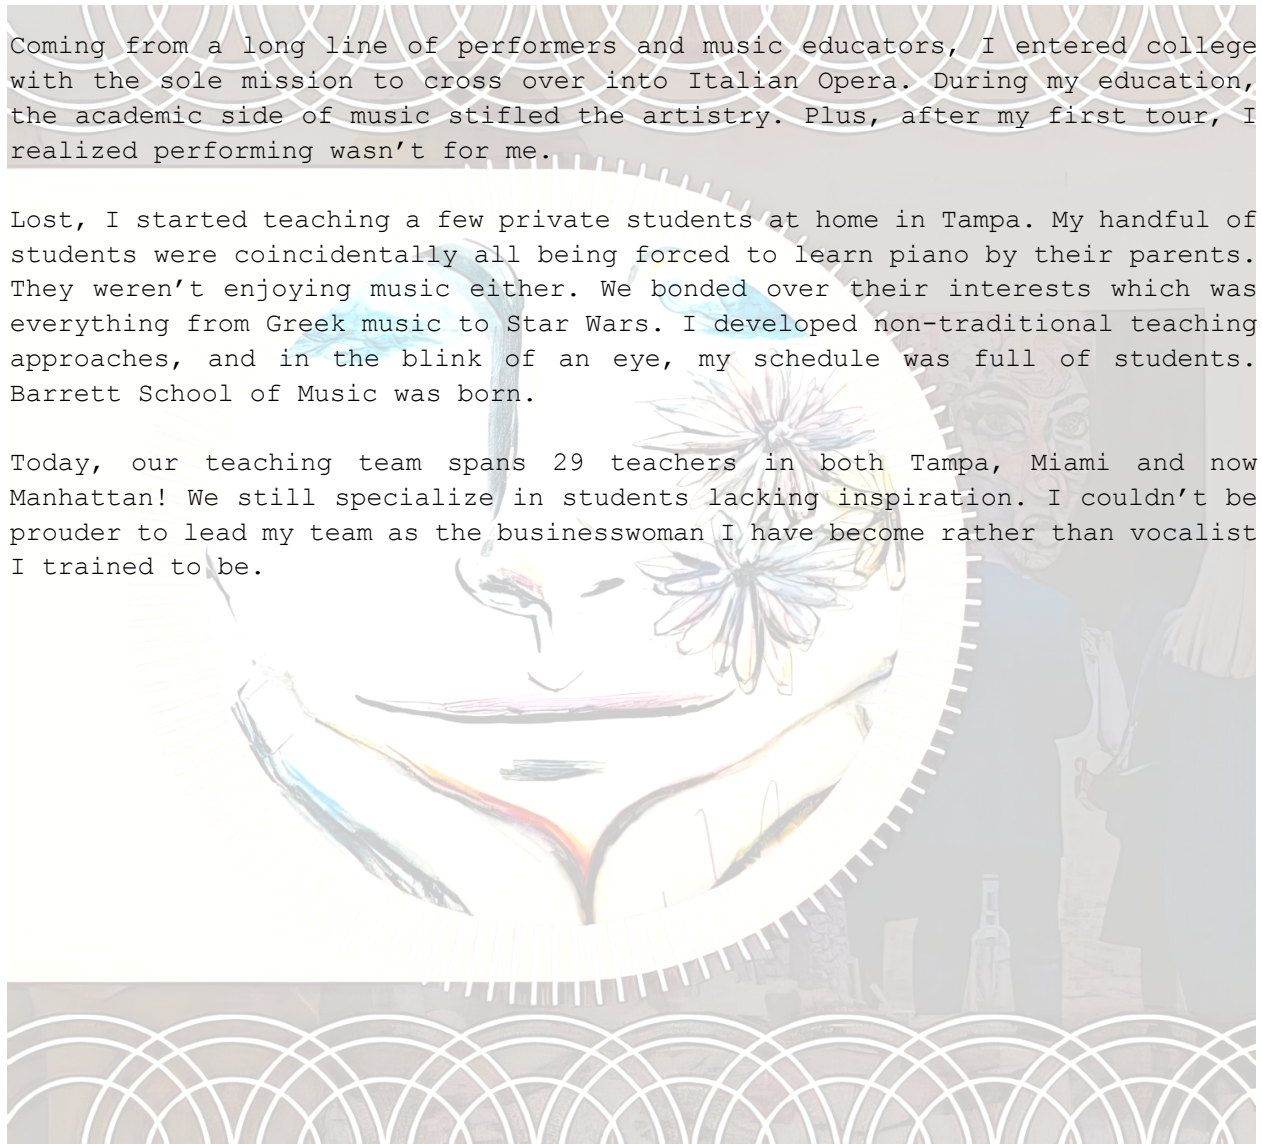 Coming from a long line of performers and music educators, I entered college
with the sole mission to cross over into Italian Opera. During my education,
the academic side of music stifled the artistry. Plus, after my first tour, I
realized performing wasn’t for me.
Lost, I started teaching a few private students at home in Tampa. My handful of
students were coincidentally all being forced to learn piano by their parents.
They weren’t enjoying music either. We bonded over their interests which was
everything from Greek music to Star Wars. I developed non-traditional teaching
approaches, and in the blink of an eye, my schedule was full of students.
Barrett School of Music was born.
Today, our teaching team spans 29 teachers in both Tampa, Miami and now
Manhattan! We still specialize in students lacking inspiration. I couldn’t be
prouder to lead my team as the businesswoman I have become rather than vocalist
I trained to be.